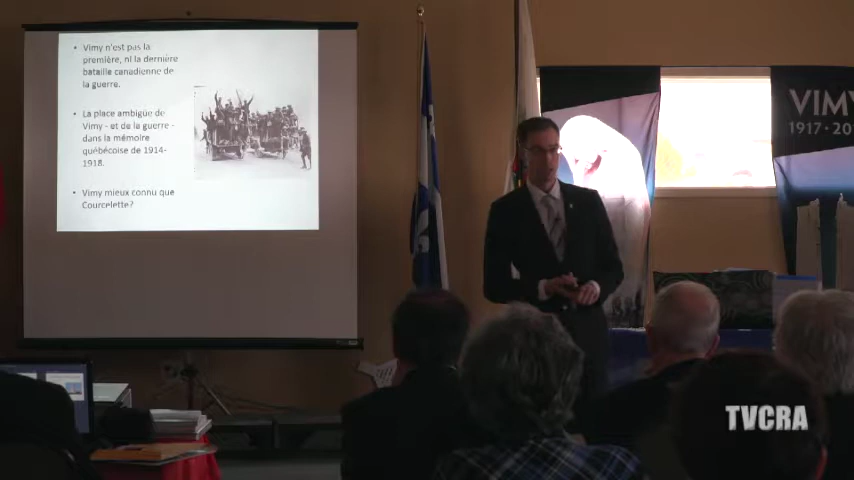 • Vimy n'est pas la
première, ni la dernière
bataille canadienne de
la guerre.
• La place ambigüe de
Vimy - et de la guerre -
dans la mémoire
québécoise de 1914-
1918.
• Vimy mieux connu que
Courcelette?
VIMY
1917-20
TVCRA